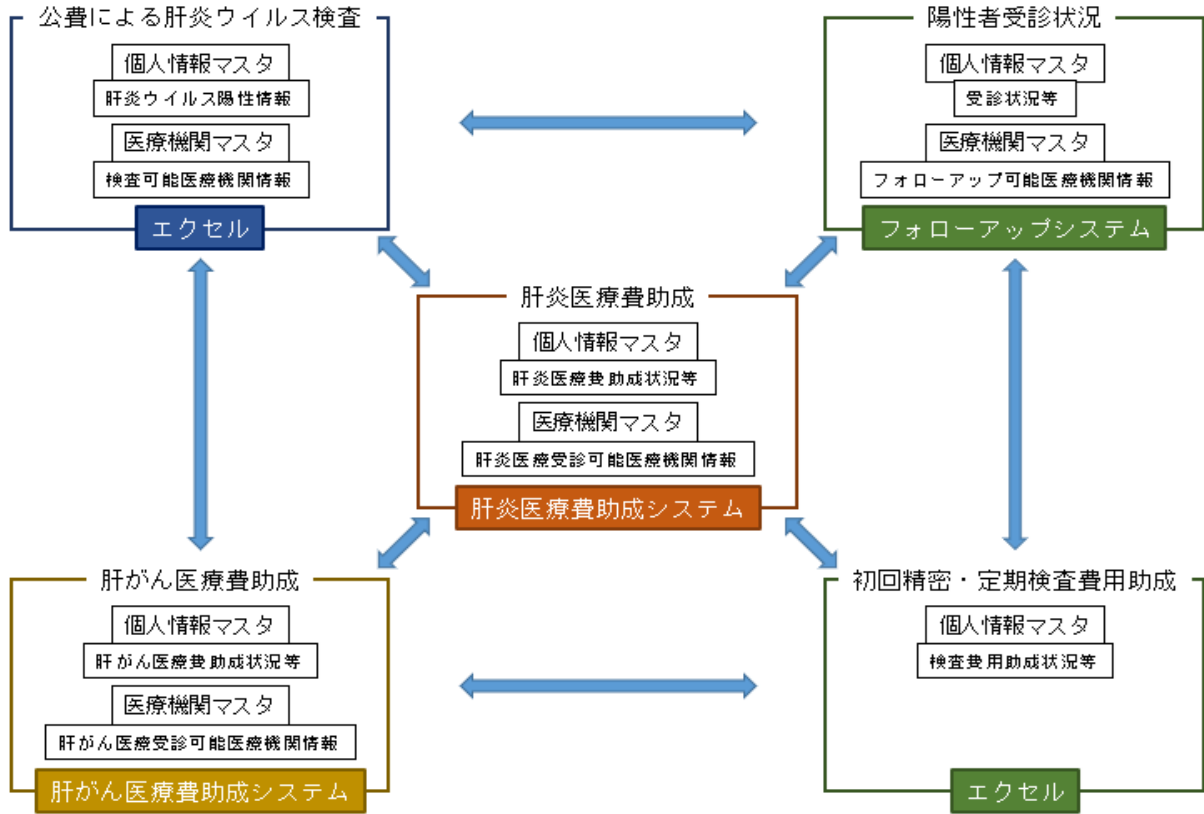 公費による肝炎ウイルス検査
個人情報マスタ
肝炎ウイルス陽性情報
医療機関マスタ
検査可能医療機関情報
エクセル
陽性者受診状況
個人情報マスタ
受診状況等
医療機関マスタ
フォローアップ可能医療機関情報
フォローアップシステム
肝炎医療費助成
個人情報マスタ
肝炎医療費助成状況等
医療機関マスタ
肝炎医療受診可能医療機関情報
肝炎医療費助成システム
肝がん医療費助成
個人情報マスタ
肝がん医療費助成状況等
医療機関マスタ
肝がん医療受診可能医療機関情報
肝がん医療費助成システム
初回精密・定期検査費用助成
個人情報マスタ
検査費用助成状況等
エクセル